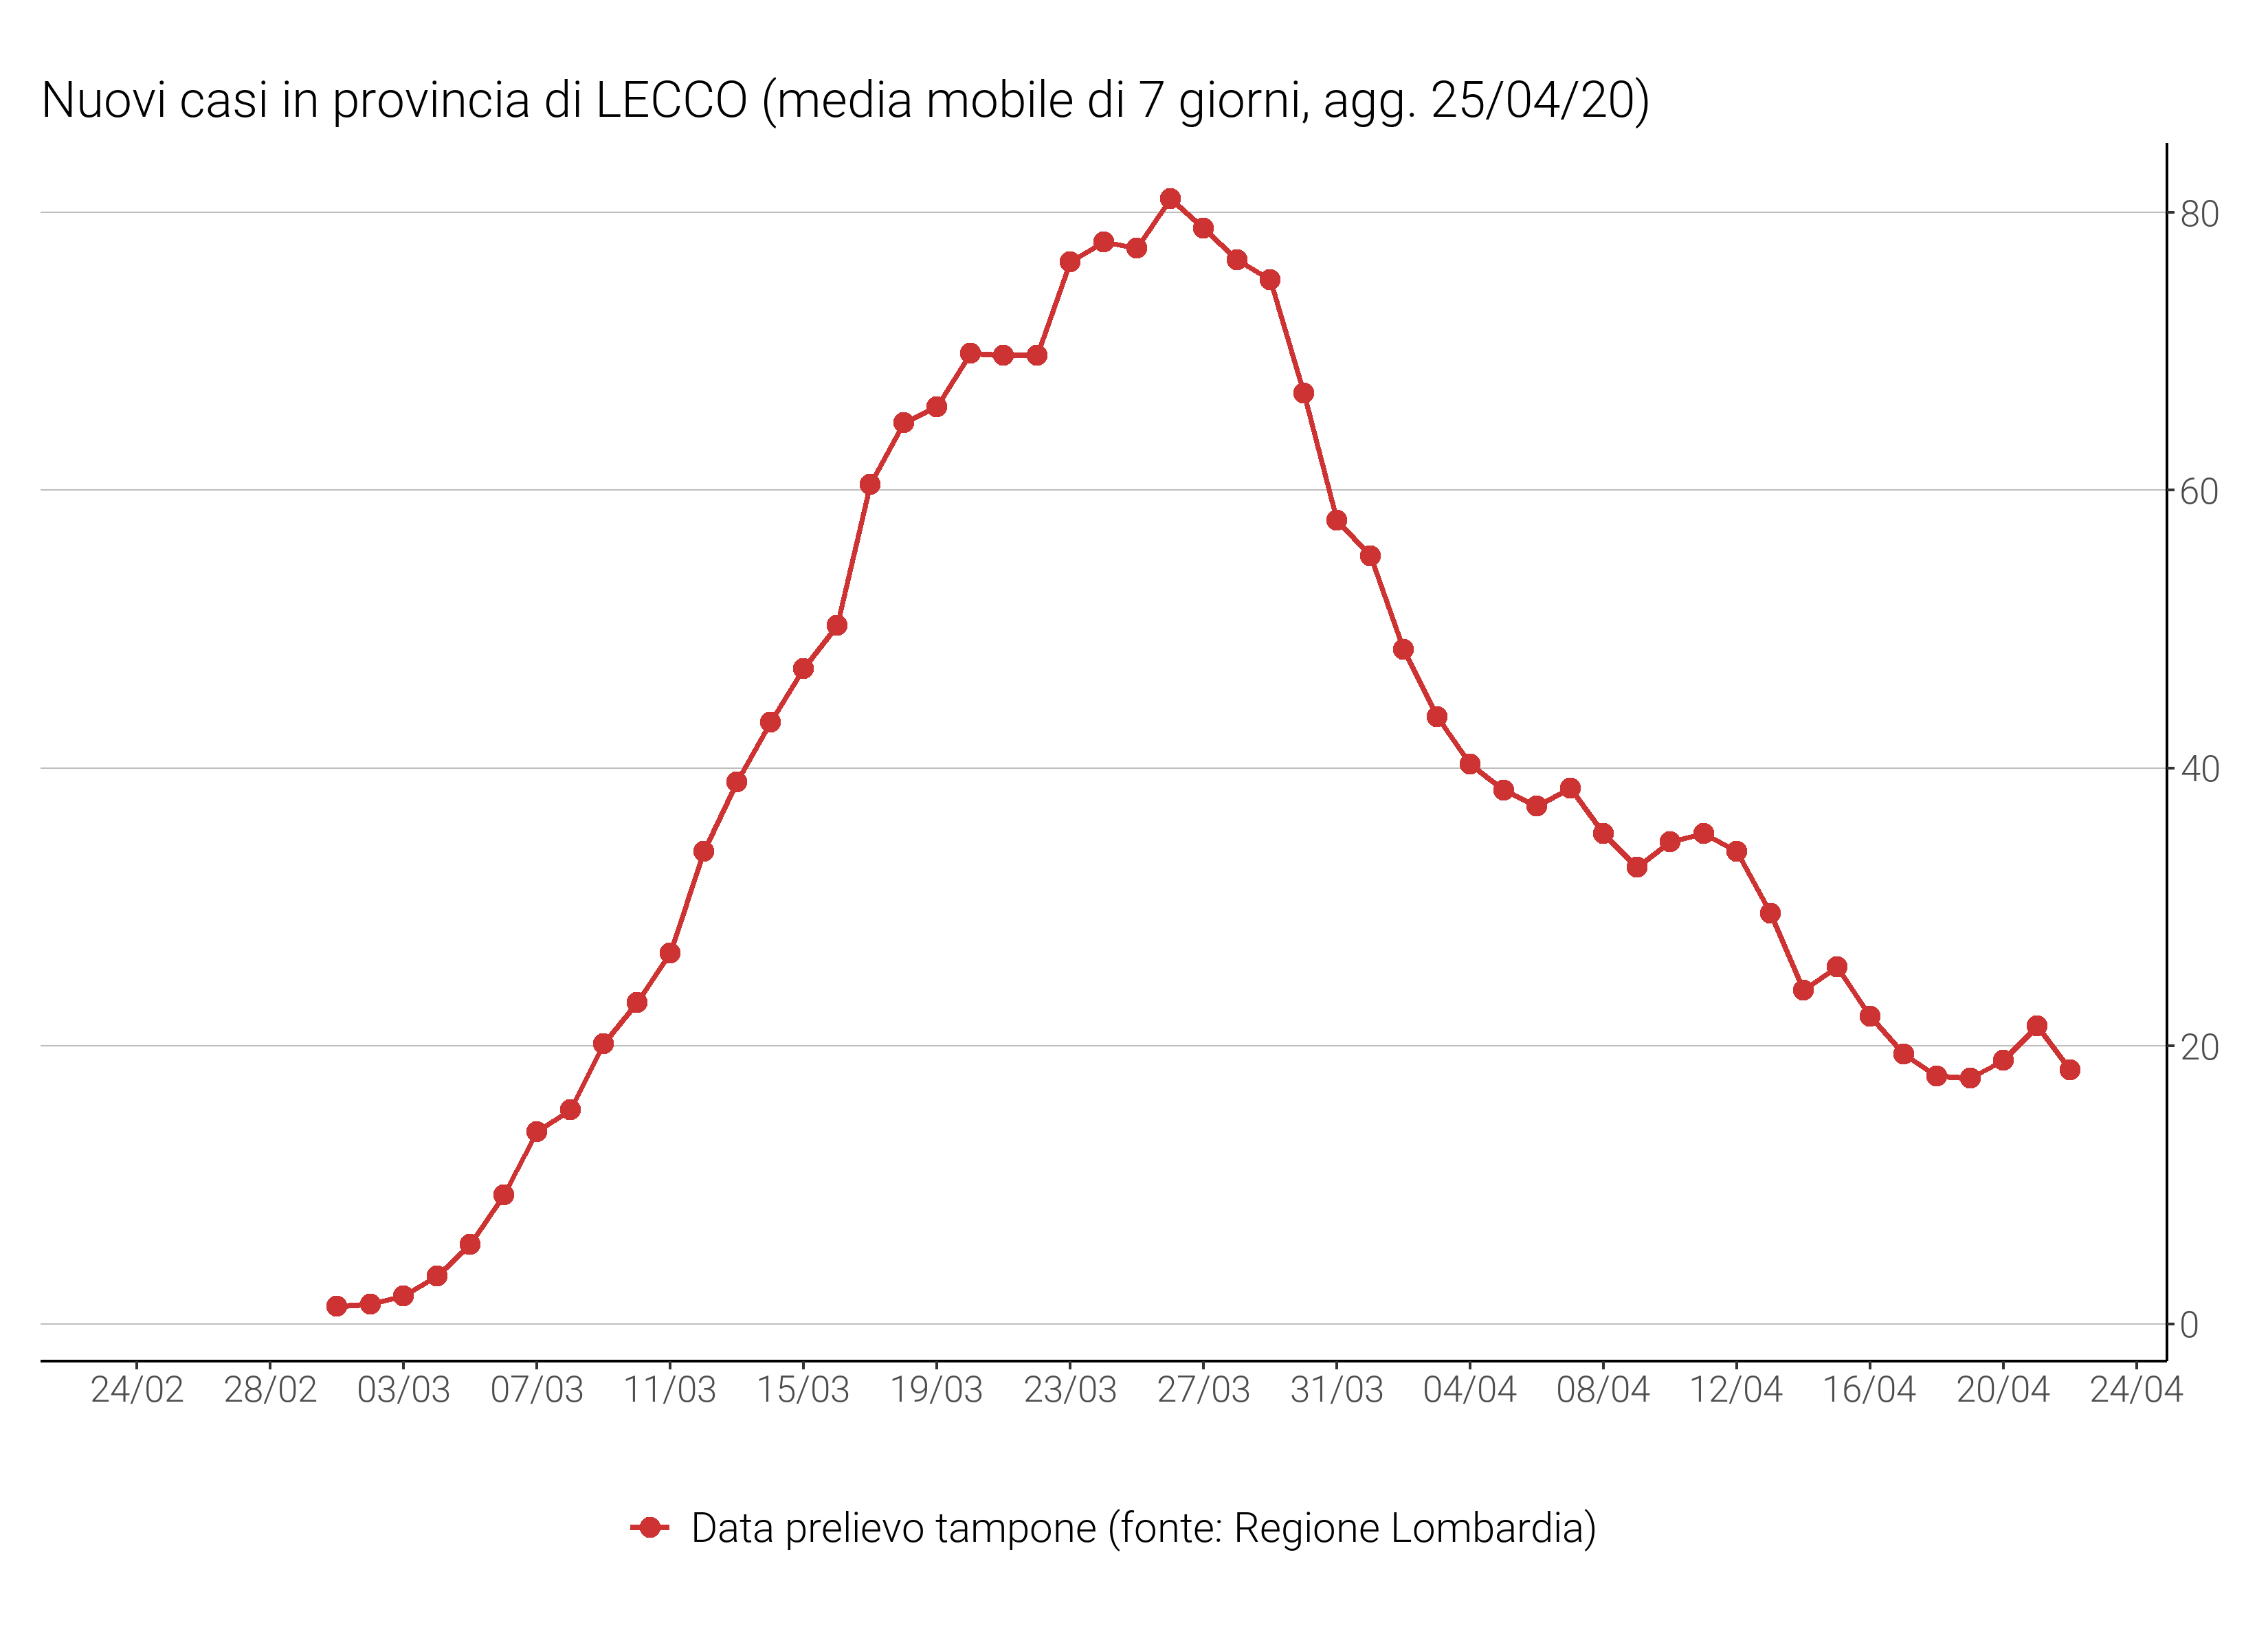 Nuovi casi in provincia di LECCO (media mobile di 7 giorni, agg. 25/04/20)
80
60
40
20
0
24/02 28/02 03/03 07/03 11/03 15/03 19/03 23/03 27/03 31/03 04/04 08/04 12/04 16/04 20/04 24/04
Data prelievo tampone (fonte: Regione Lombardia)